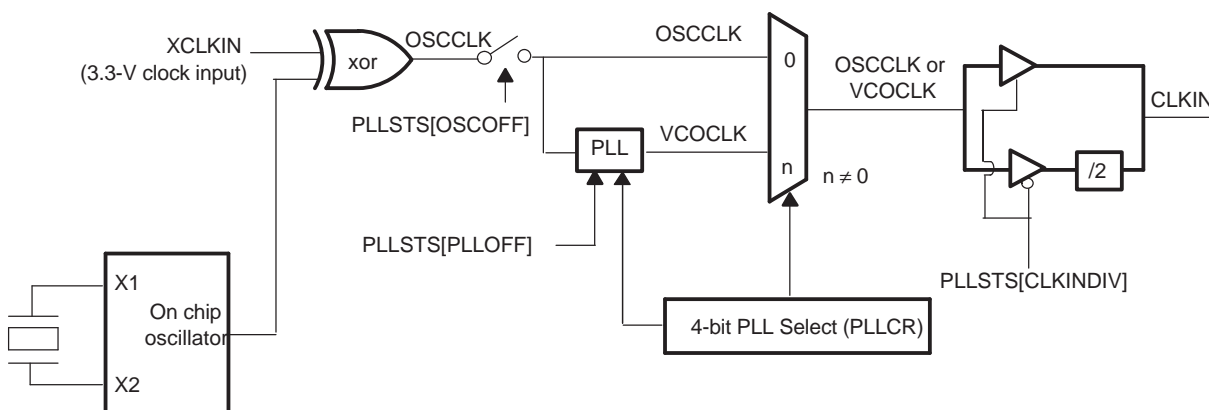 XCLKIN
(3.3-V clock input)
xor
OSCCLK
PLLSTS[OSCOFF]
OSCCLK
0
PLL
VCOCLK
n
n ≠ 0
OSCCLK or
VCOCLK
CLKIN
/2
PLLSTS[PLLOFF]
PLLSTS[CLKINDIV]
4-bit PLL Select (PLLCR)
X1
On chip
oscillator
X2